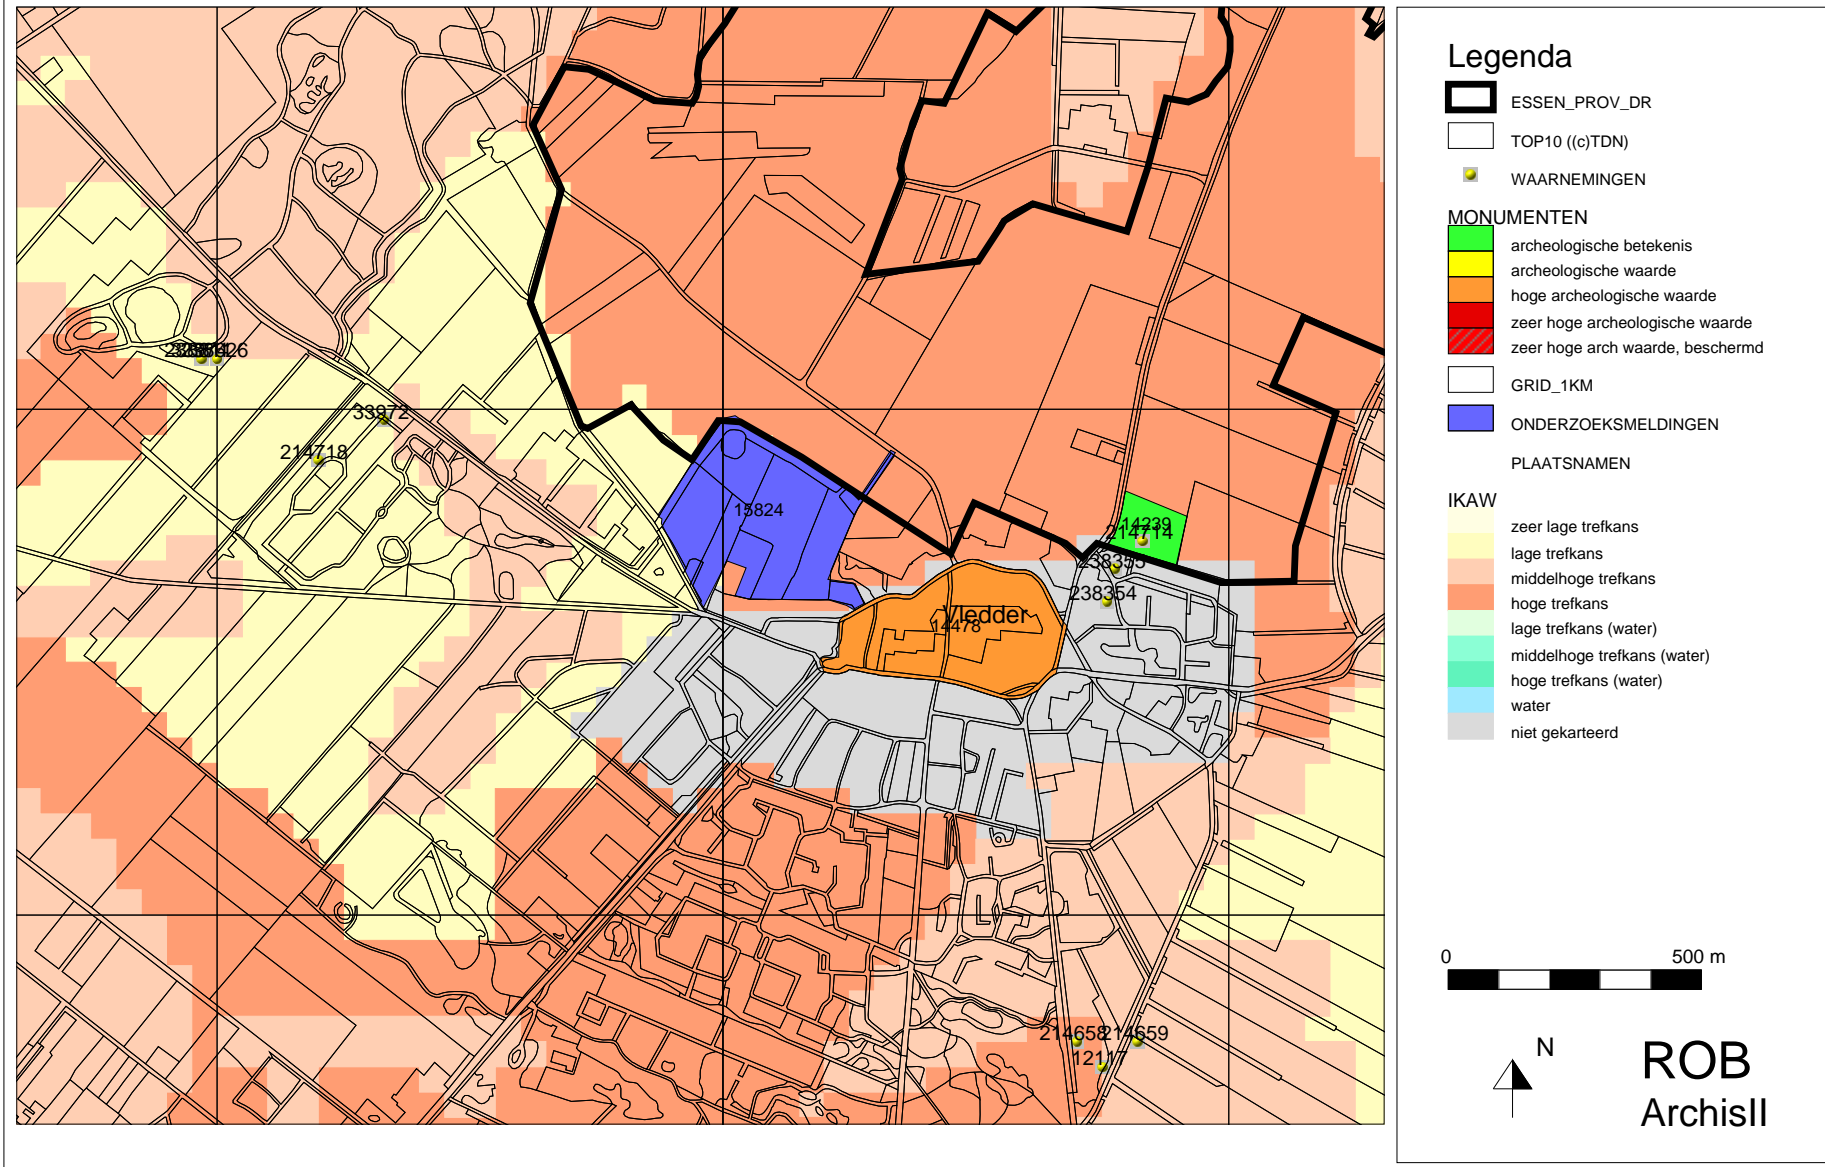 33972
214718
15824
14239
214714
238355
238354
Vledder
14478
214658
214659
12117
Legenda
ESSEN_PROV_DR
TOP10 ((c)TDN)
WAARNEMINGEN
MONUMENTEN
archeologische betekenis
archeologische waarde
hoge archeologische waarde
zeer hoge archeologische waarde
zeer hoge arch waarde, beschermd
GRID_1KM
ONDERZOEKSMELDINGEN
PLAATSNAMEN
IKAW
zeer lage trefkans
lage trefkans
middelhoge trefkans
hoge trefkans
lage trefkans (water)
middelhoge trefkans (water)
hoge trefkans (water)
water
niet gekarteerd
0 500 m
N
ROB
ArchisII